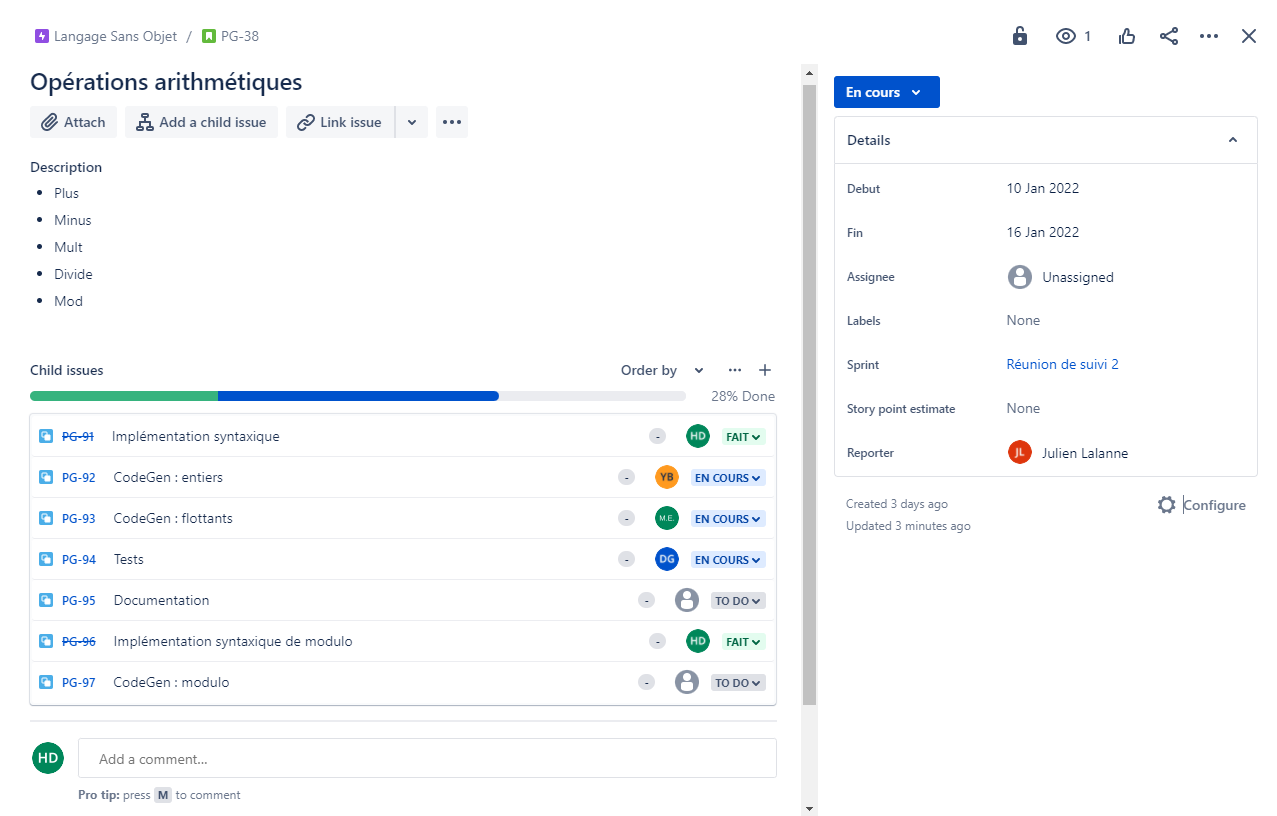 Langage Sans Objet / PG-38
1
Opérations arithmétiques
Attach
Add a child issue
Link issue
Description
Plus
Minus
Mult
Divide
Mod
Child issues
Order by
28% Done
PG-91 Implémentation syntaxique - HD FAIT
PG-92 CodeGen : entiers - YB EN COURS
PG-93 CodeGen : flottants - M.E. EN COURS
PG-94 Tests - DG EN COURS
PG-95 Documentation - TO DO
PG-96 Implémentation syntaxique de modulo - HD FAIT
PG-97 CodeGen : modulo - TO DO
HD Add a comment...
Pro tip: press M to comment
En cours
Details
Debut 10 Jan 2022
Fin 16 Jan 2022
Assignee Unassigned
Labels None
Sprint Réunion de suivi 2
Story point estimate None
Reporter JL Julien Lalanne
Created 3 days ago
Configure
Updated 3 minutes ago